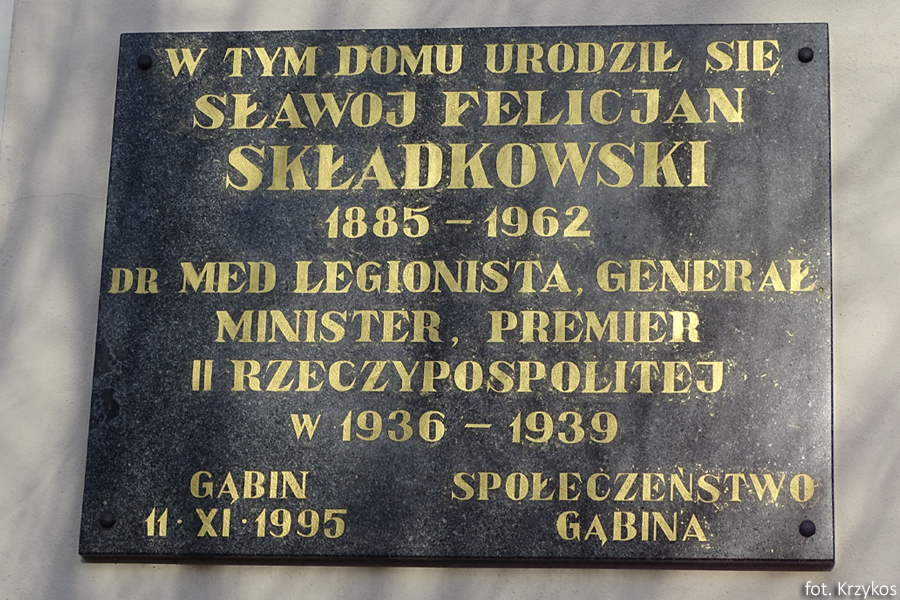 W TYM DOMU URODZIŁ SIĘ
SŁAWOJ FELICJAN
SKŁADKOWSKI
1885 – 1962
DR MED LEGIONISTA, GENERAŁ
MINISTER, PREMIER
II RZECZYPOSPOLITEJ
W 1936 – 1939
GĄBIN
11 · XI · 1995
SPOŁECZEŃSTWO
GĄBINA
fot. Krzykos